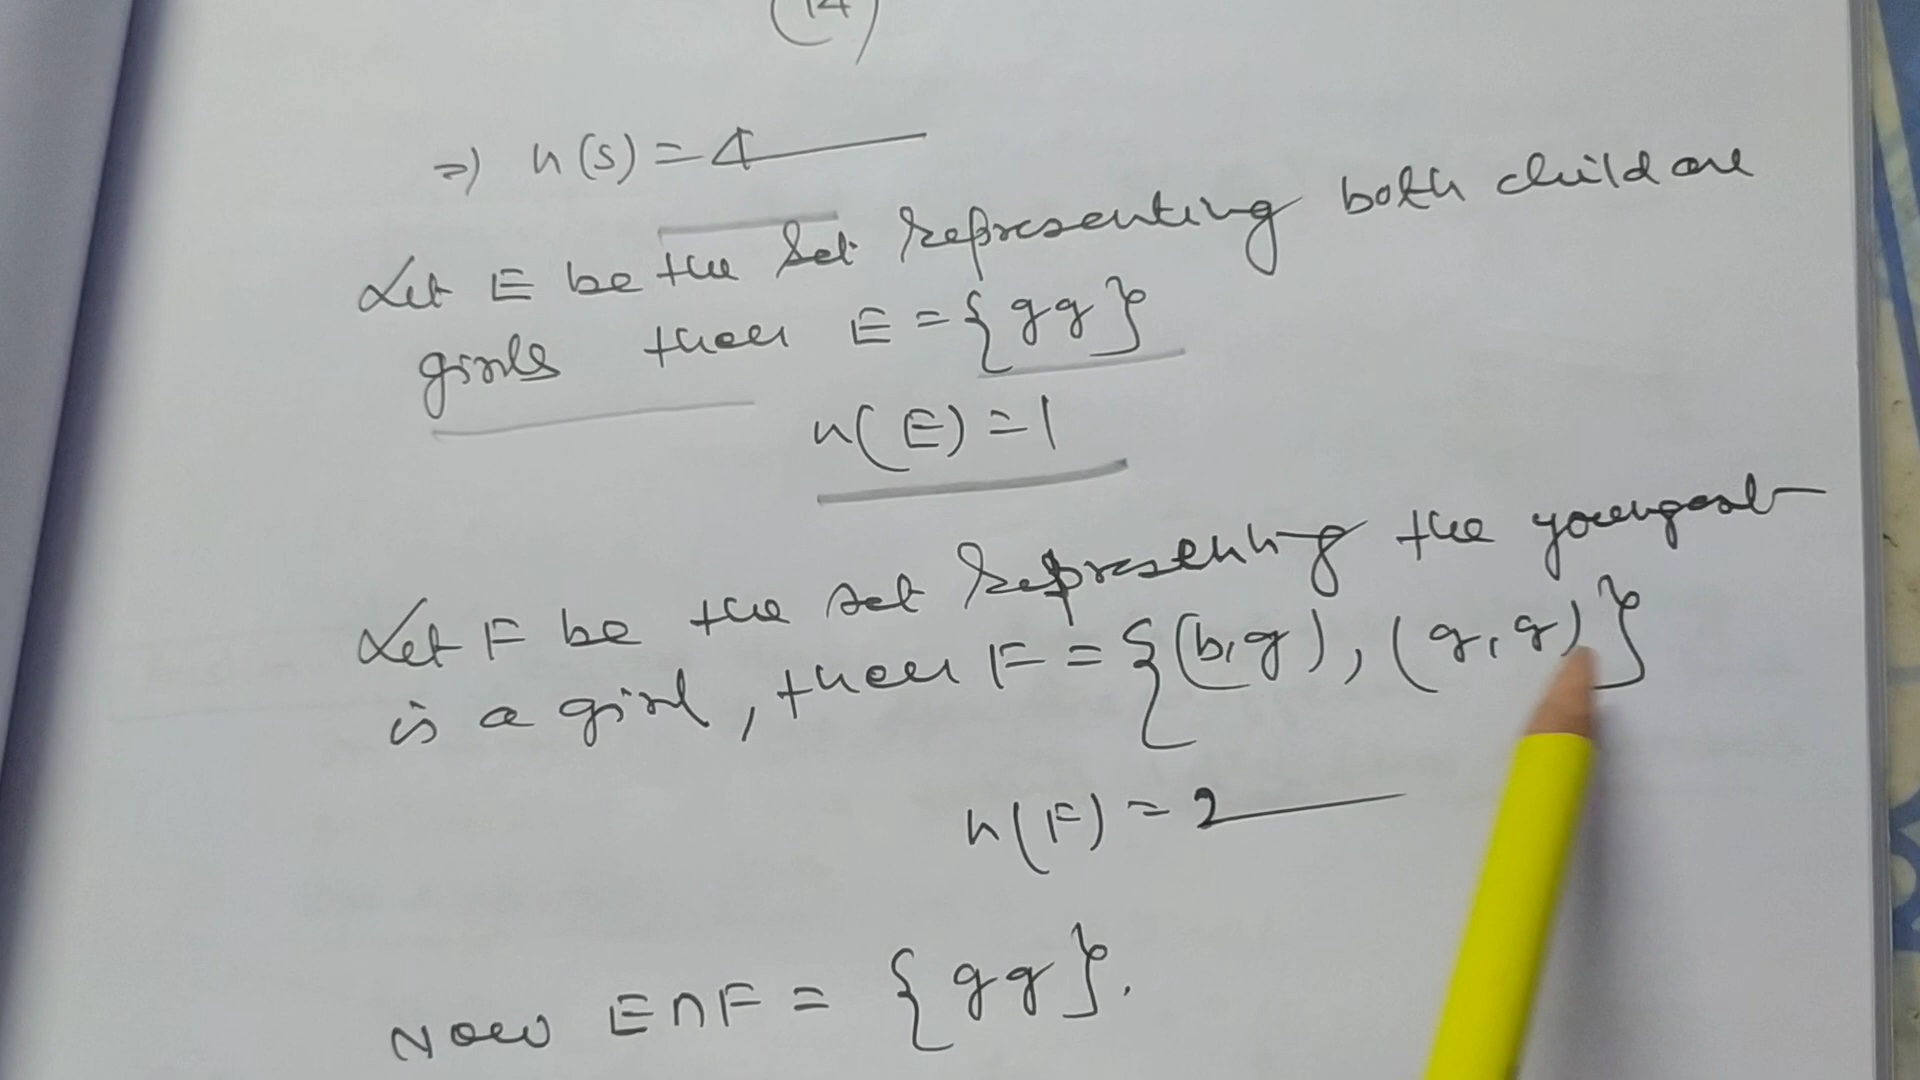 (14)
=) n(S) = 4
Let E be the set representing both child are
girls then E = {gg}
n(E) = 1
Let F be the set representing the youngest
is a girl, then F = {(b,g), (g,g)}
n(F) = 2
Now E∩F = {gg}.